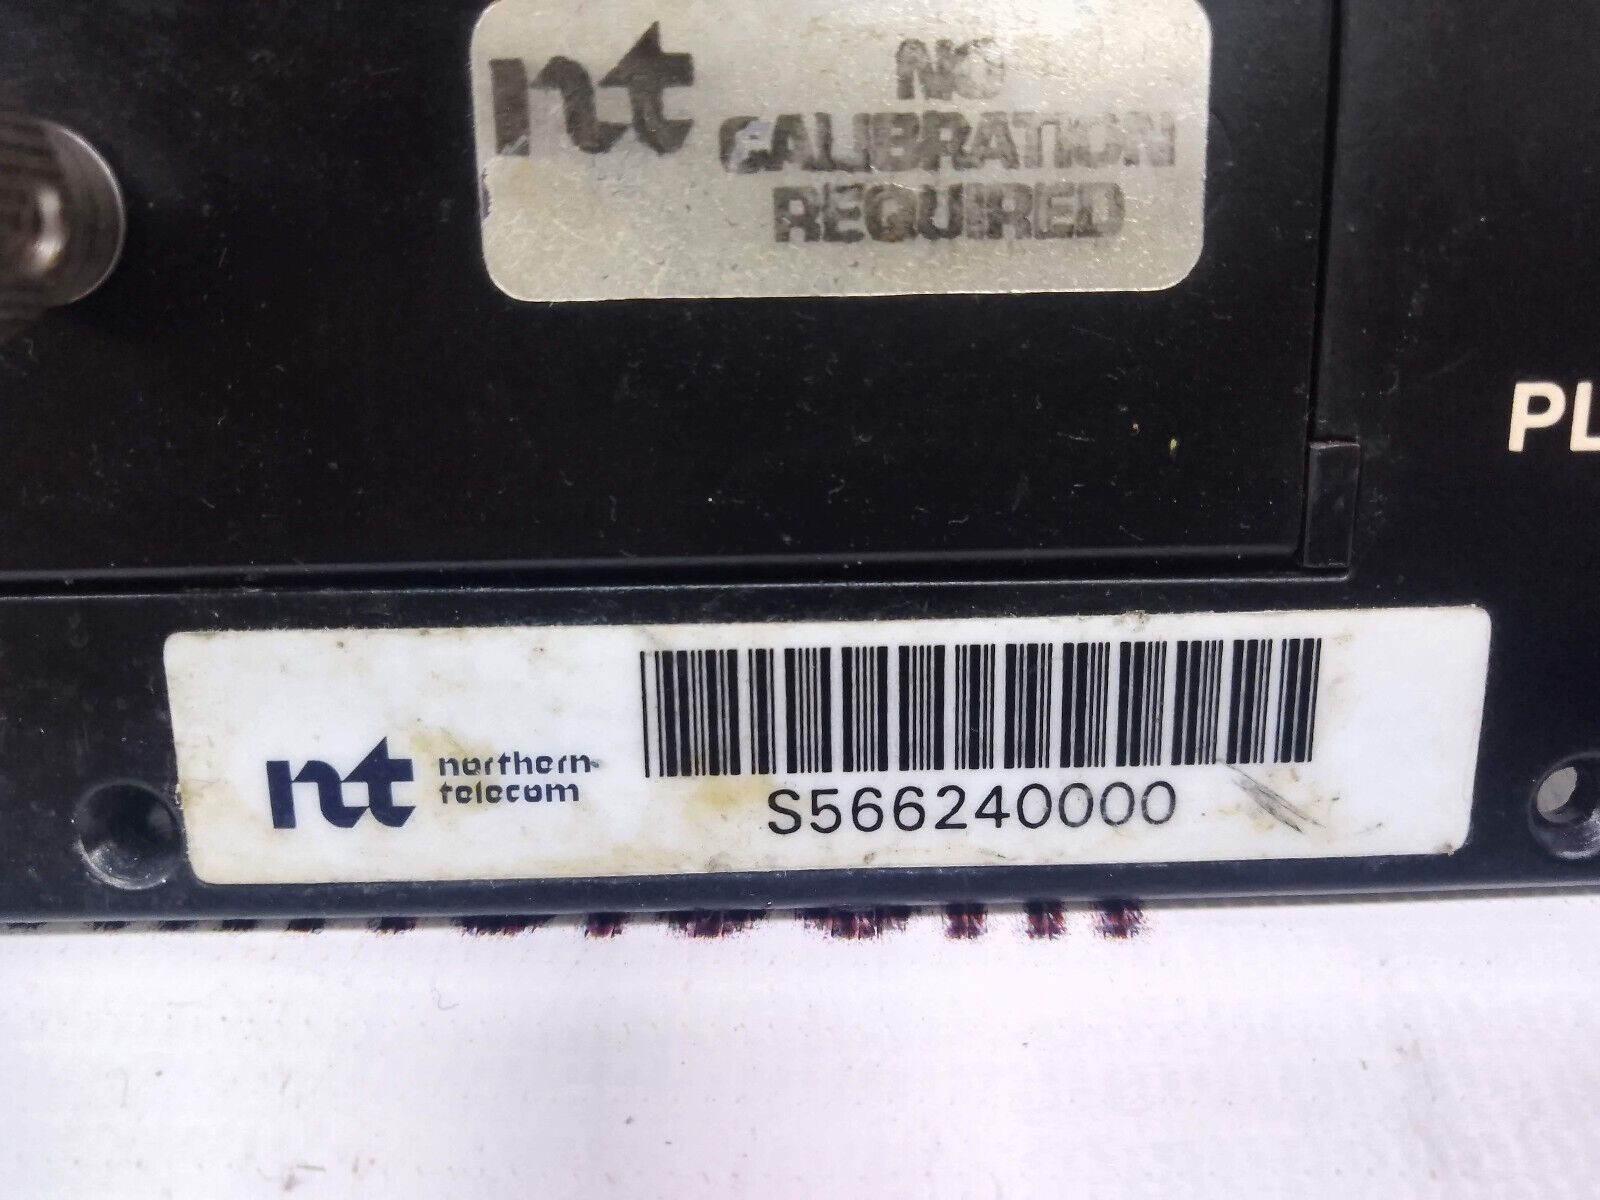 nt NO
CALIBRATION
REQUIRED
PL
nt northern
telecom
S566240000